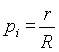 p_i = r/R